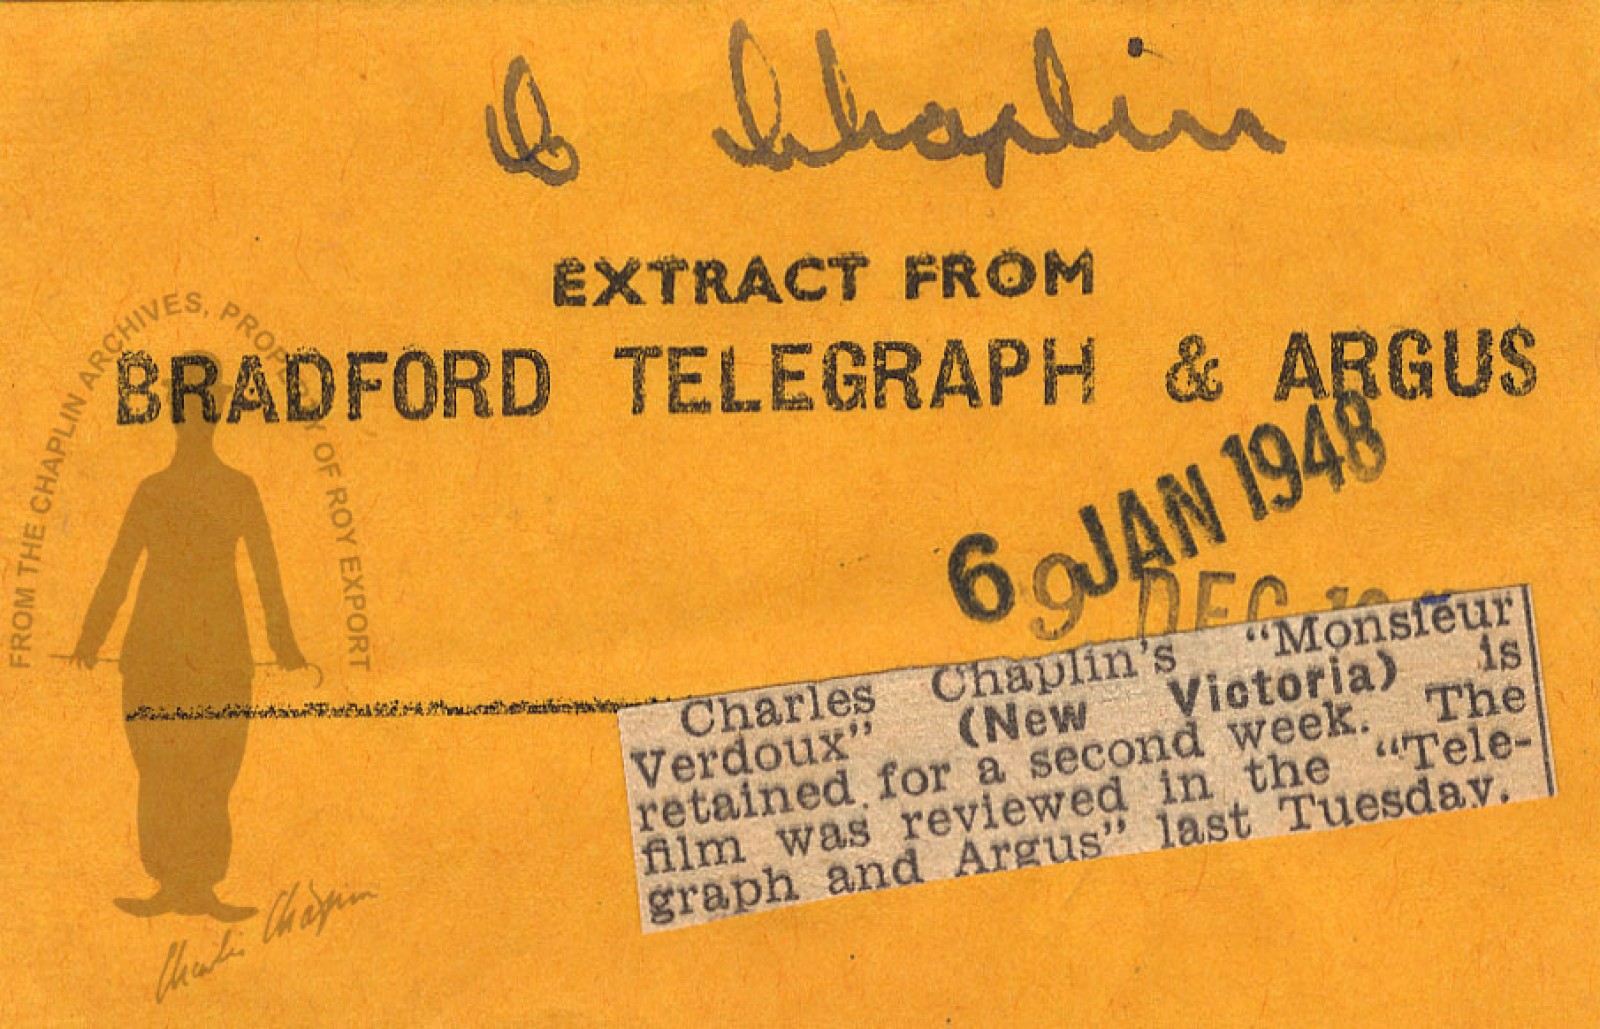 C Chaplin
EXTRACT FROM
BRADFORD TELEGRAPH & ARGUS
6 JAN 1948
9 DEC
Charles Chaplin's "Monsieur
Verdoux" (New Victoria) is
retained for a second week. The
film was reviewed in the "Tele-
graph and Argus" last Tuesday.
FROM THE CHAPLIN ARCHIVES, PROPERTY OF ROY EXPORT
Charlie Chaplin